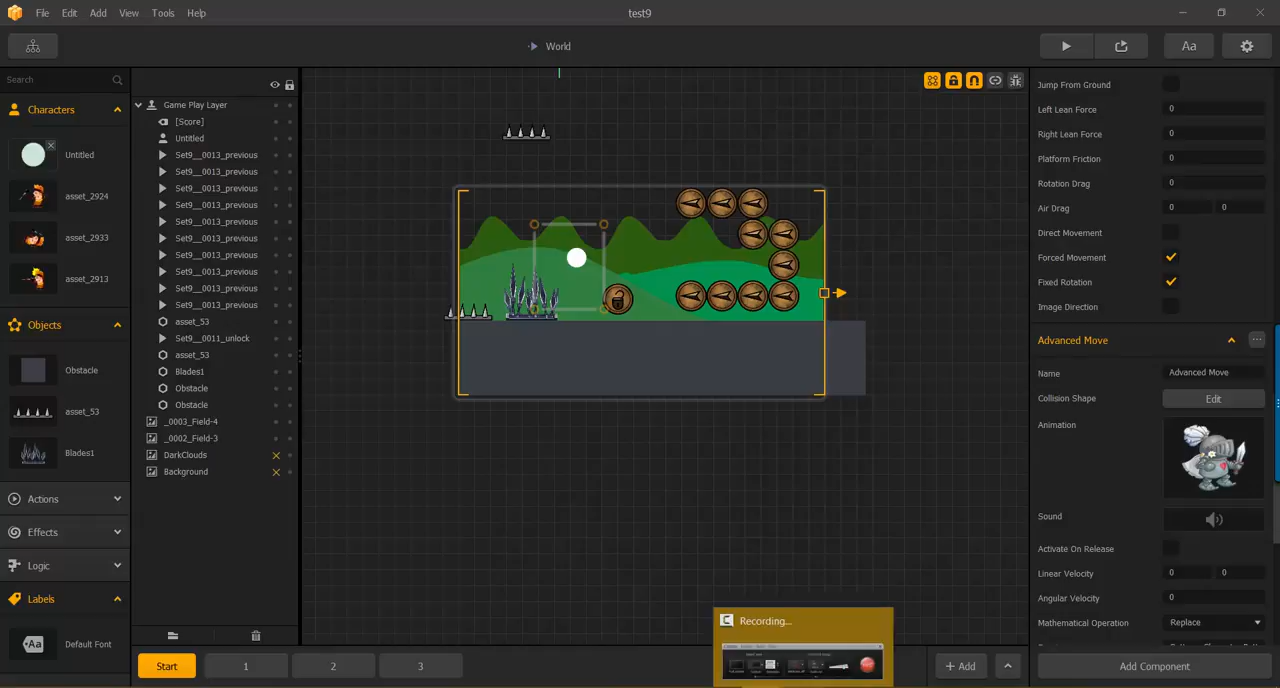 File Edit Add View Tools Help
test9
World
Aa
Search
Characters
Untitled
asset_2924
asset_2933
asset_2913
Objects
Obstacle
asset_53
Blades1
Actions
Effects
Logic
Labels
Aa Default Font
Game Play Layer
[Score]
Untitled
Set9__0013_previous
Set9__0013_previous
Set9__0013_previous
Set9__0013_previous
Set9__0013_previous
Set9__0013_previous
Set9__0013_previous
Set9__0013_previous
Set9__0013_previous
Set9__0013_previous
asset_53
Set9__0011_unlock
asset_53
Blades1
Obstacle
Obstacle
_0003_Field-4
_0002_Field-3
DarkClouds
Background
Start 1 2 3
Recording...
+ Add
Jump From Ground
Left Lean Force 0
Right Lean Force 0
Platform Friction 0
Rotation Drag 0
Air Drag 0 0
Direct Movement
Forced Movement
Fixed Rotation
Image Direction
Advanced Move
Name Advanced Move
Collision Shape Edit
Animation
Sound
Activate On Release
Linear Velocity 0 0
Angular Velocity 0
Mathematical Operation Replace
Add Component